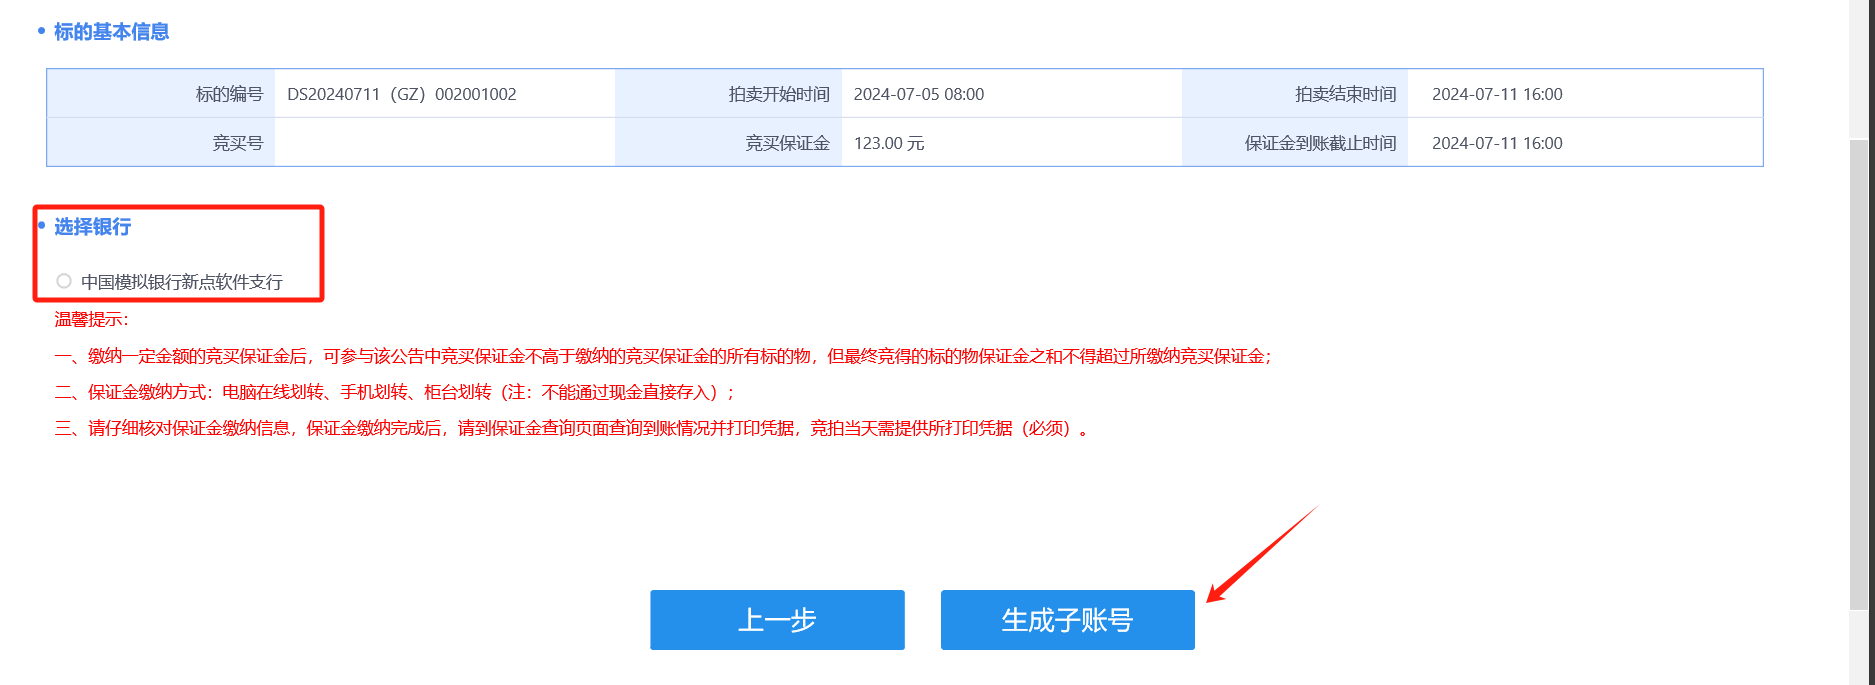 标的基本信息
标的编号 DS20240711（GZ）002001002 拍卖开始时间 2024-07-05 08:00 拍卖结束时间 2024-07-11 16:00
竞买号 竞买保证金 123.00 元 保证金到账截止时间 2024-07-11 16:00
选择银行
中国模拟银行新点软件支行
温馨提示：
一、缴纳一定金额的竞买保证金后，可参与该公告中竞买保证金不高于缴纳的竞买保证金的所有标的物，但最终竞得的标的物保证金之和不得超过所缴纳竞买保证金；
二、保证金缴纳方式：电脑在线划转、手机划转、柜台划转（注：不能通过现金直接存入）；
三、请仔细核对保证金缴纳信息，保证金缴纳完成后，请到保证金查询页面查询到账情况并打印凭据，竞拍当天需提供所打印凭据（必须）。
上一步 生成子账号